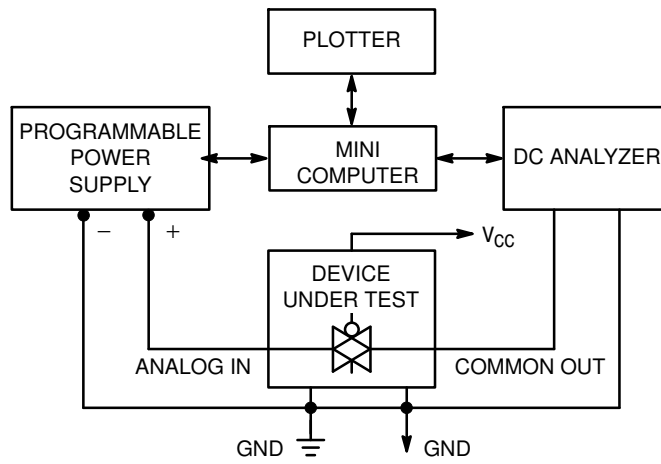 PLOTTER
PROGRAMMABLE
POWER
SUPPLY
MINI
COMPUTER
DC ANALYZER
− +
VCC
DEVICE
UNDER TEST
ANALOG IN
COMMON OUT
GND
GND